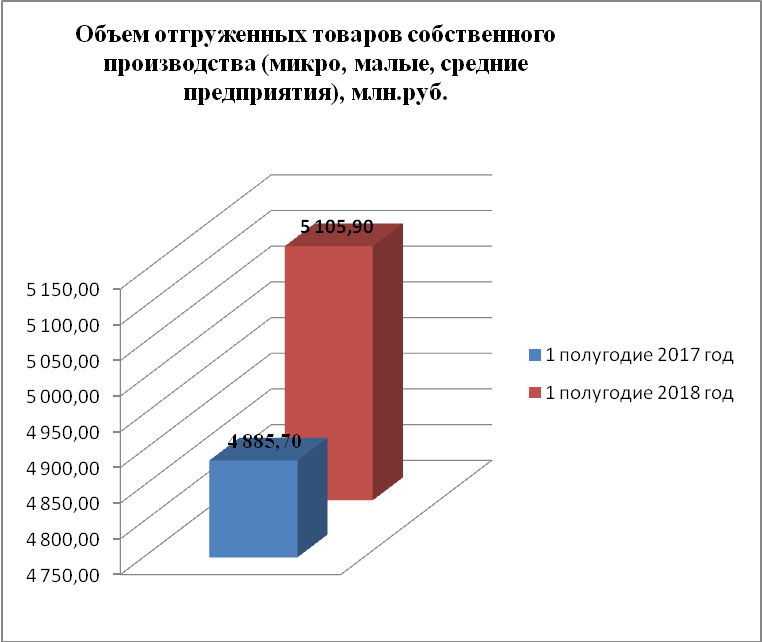 Объем отгруженных товаров собственного
производства (микро, малые, средние
предприятия), млн.руб.
5 105,90
4 885,70
5 150,00
5 100,00
5 050,00
5 000,00
4 950,00
4 900,00
4 850,00
4 800,00
4 750,00
1 полугодие 2017 год
1 полугодие 2018 год